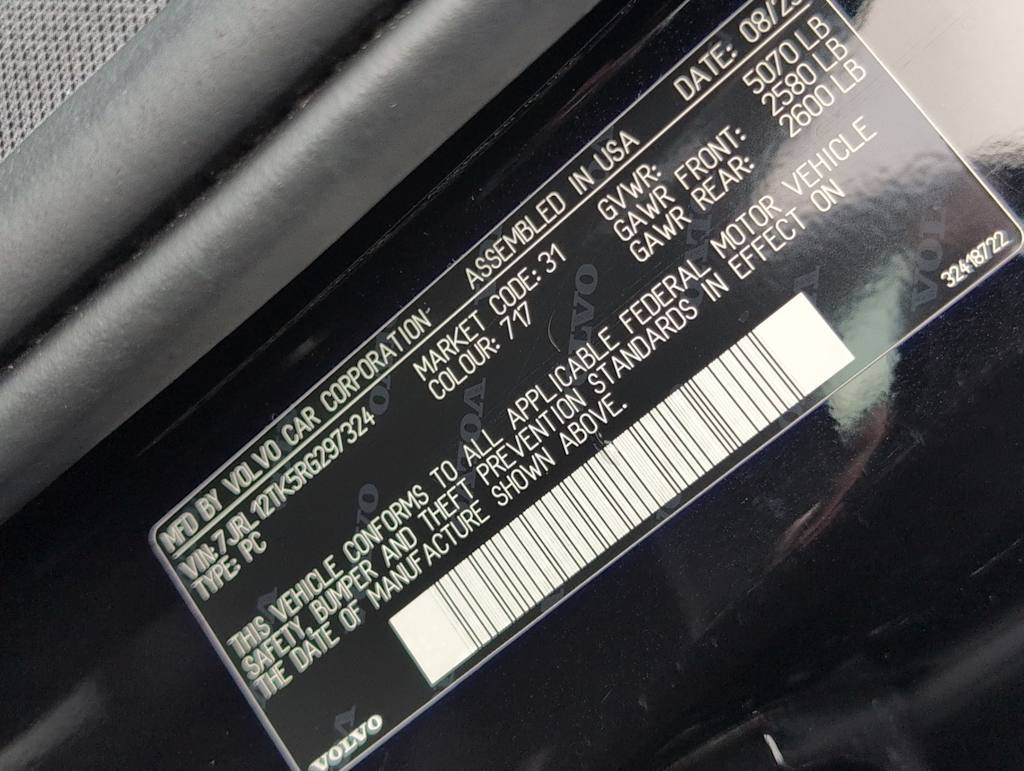 MFD BY VOLVO CAR CORPORATION ASSEMBLED IN USA DATE: 08/23
VIN:7JRL12TK5RG297324 MARKET CODE: 31 GVWR: 5070 LB
TYPE: PC COLOUR: 717 GAWR FRONT: 2580 LB
GAWR REAR: 2600 LLB
THIS VEHICLE CONFORMS TO ALL APPLICABLE FEDERAL MOTOR VEHICLE
SAFETY, BUMPER AND THEFT PREVENTION STANDARDS IN EFFECT ON
THE DATE OF MANUFACTURE SHOWN ABOVE.
VOLVO
32418722